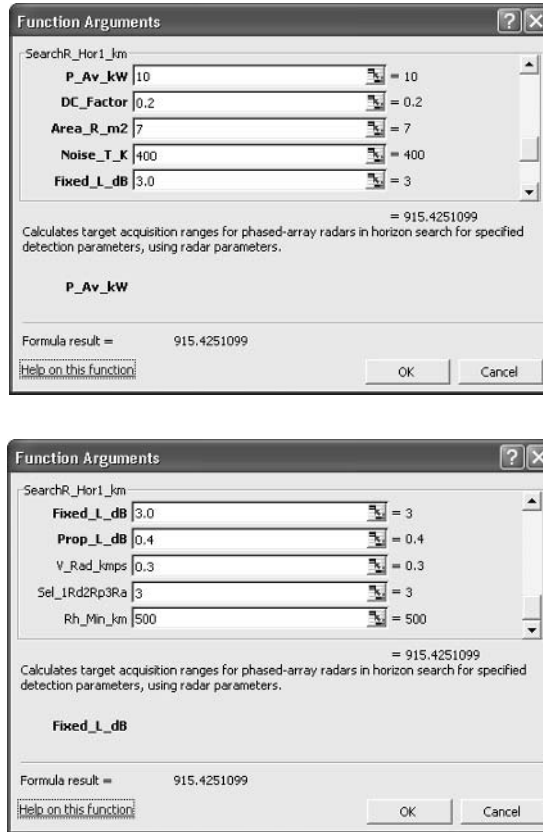 Function Arguments
SearchR_Hor1_km
P_Av_kW 10 = 10
DC_Factor 0.2 = 0.2
Area_R_m2 7 = 7
Noise_T_K 400 = 400
Fixed_L_dB 3.0 = 3
= 915.4251099
Calculates target acquisition ranges for phased-array radars in horizon search for specified
detection parameters, using radar parameters.
P_Av_kW
Formula result = 915.4251099
Help on this function OK Cancel
Function Arguments
SearchR_Hor1_km
Fixed_L_dB 3.0 = 3
Prop_L_dB 0.4 = 0.4
V_Rad_kmps 0.3 = 0.3
Sel_1Rd2Rp3Ra 3 = 3
Rh_Min_km 500 = 500
= 915.4251099
Calculates target acquisition ranges for phased-array radars in horizon search for specified
detection parameters, using radar parameters.
Fixed_L_dB
Formula result = 915.4251099
Help on this function OK Cancel